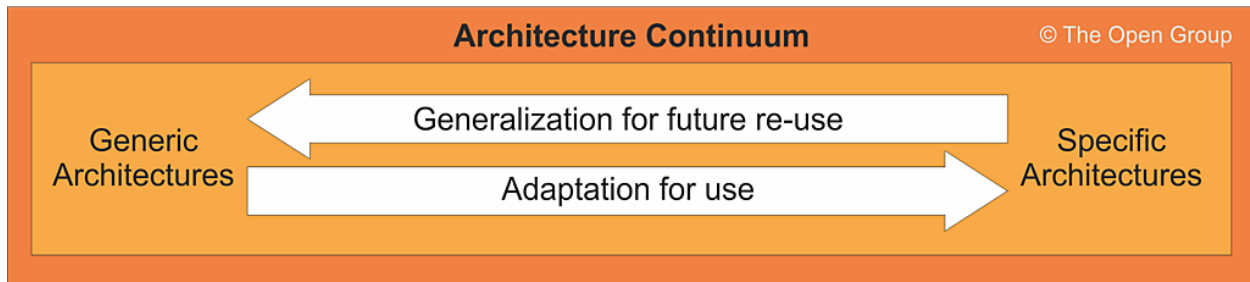 Architecture Continuum
© The Open Group
Generic
Architectures
Generalization for future re-use
Adaptation for use
Specific
Architectures